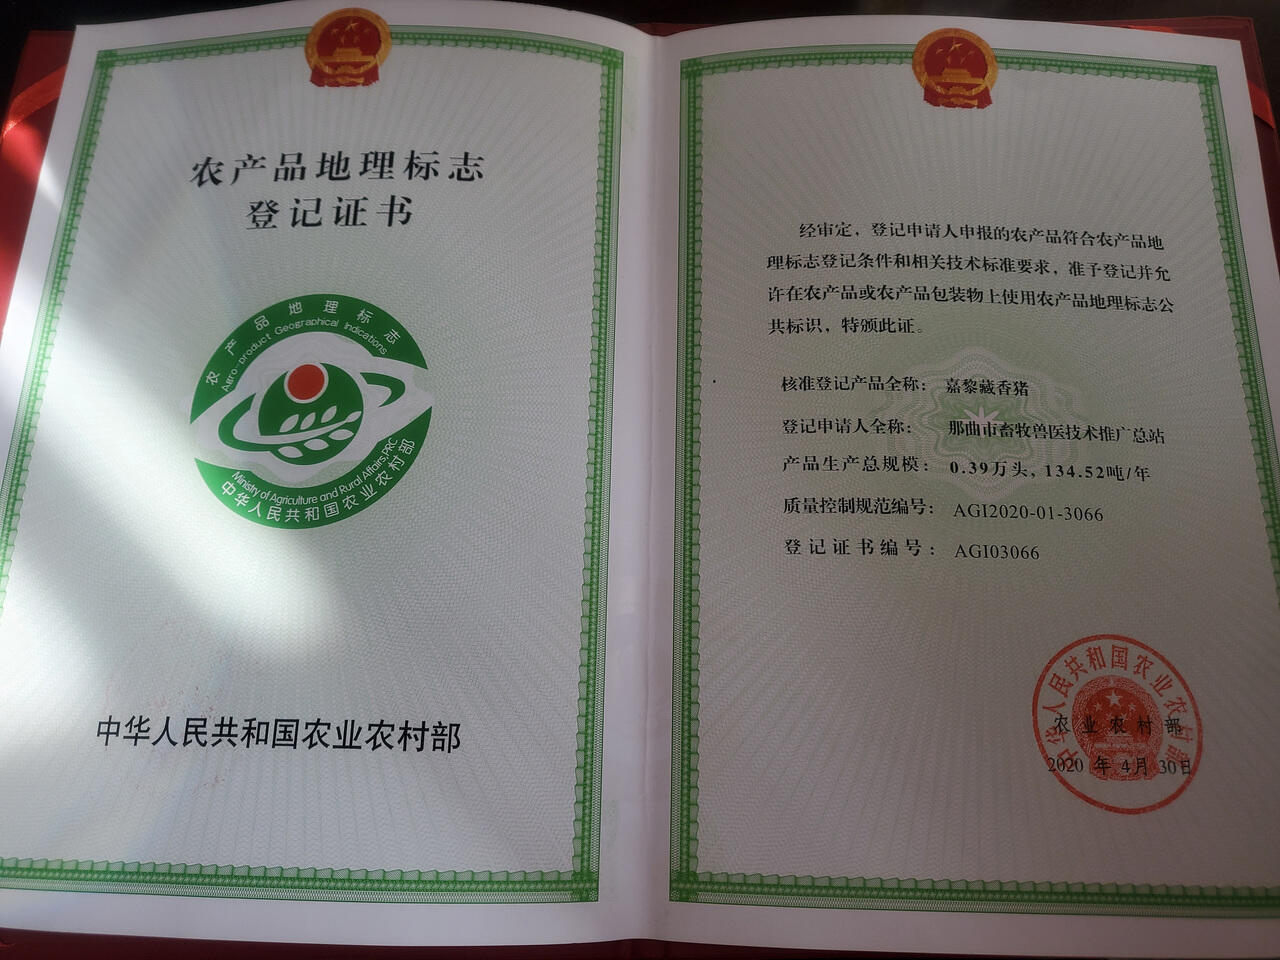 农产品地理标志
登记证书
农产品地理标志
Agro-product Geographical Indications
Ministry of Agriculture and Rural Affairs,PRC
中华人民共和国农业农村部
中华人民共和国农业农村部
经审定，登记申请人申报的农产品符合农产品地
理标志登记条件和相关技术标准要求，准予登记并允
许在农产品或农产品包装物上使用农产品地理标志公
共标识，特颁此证。
核准登记产品全称：嘉黎藏香猪
登记申请人全称：那曲市畜牧兽医技术推广总站
产品生产总规模：0.39万头，134.52吨/年
质量控制规范编号：AGI2020-01-3066
登记证书编号：AGI03066
中华人民共和国农业农村部
农业农村部
2020 年 4月 30日